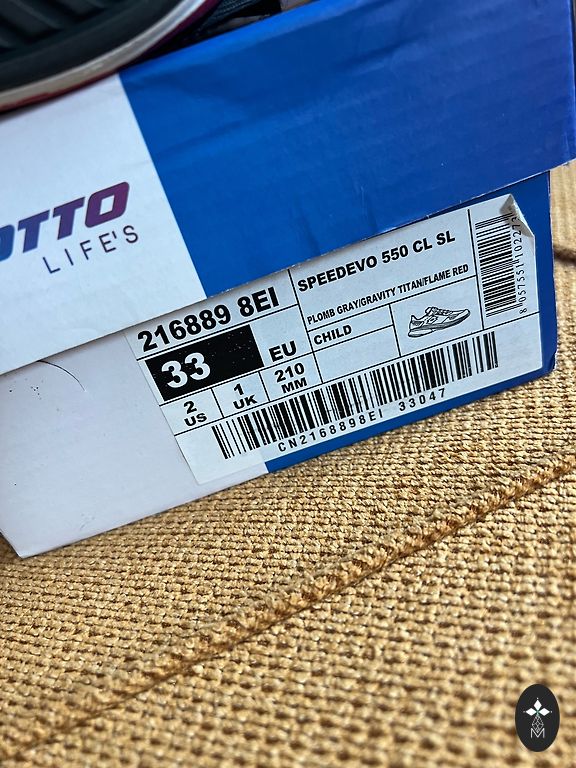 OTTO
LIFE'S
216889 8EI
SPEEDEVO 550 CL SL
PLOMB GRAY/GRAVITY TITAN/FLAME RED
33
EU
CHILD
2
US
1
UK
210
MM
CN2168898EI 33047